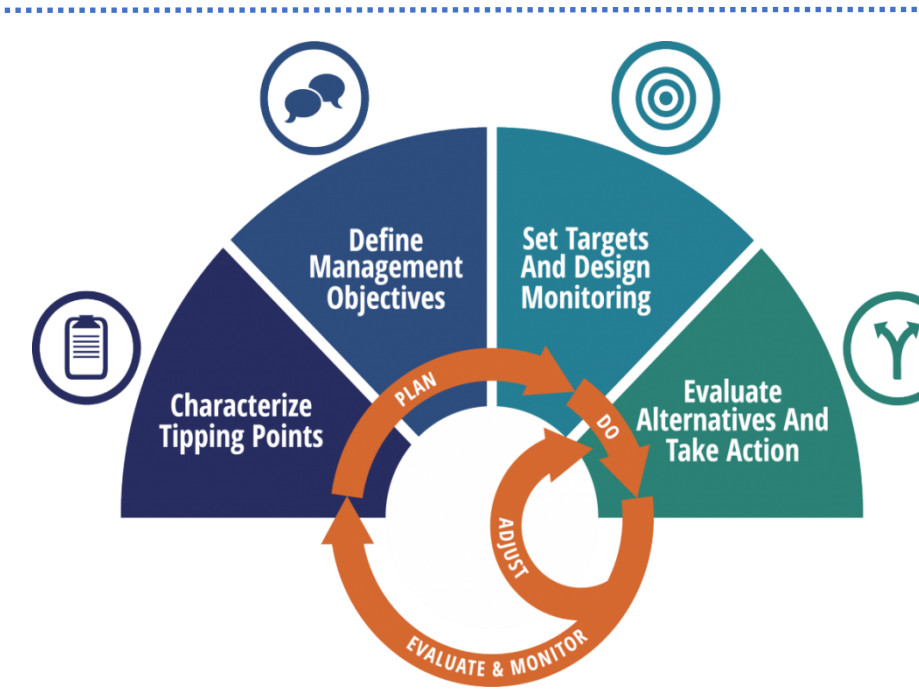 Define
Management
Objectives
Set Targets
And Design
Monitoring
Characterize
Tipping Points
Evaluate
Alternatives And
Take Action
PLAN
DO
ADJUST
EVALUATE & MONITOR